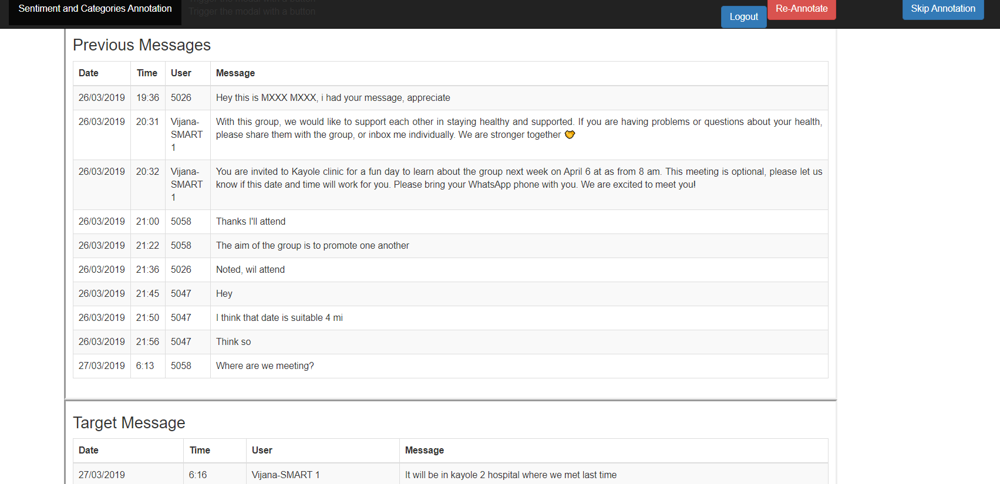 Sentiment and Categories Annotation
Trigger the modal with a button
Trigger the modal with a button
Logout
Re-Annotate
Skip Annotation
Previous Messages
Date Time User Message
26/03/2019 19:36 5026 Hey this is MXXX MXXX, i had your message, appreciate
26/03/2019 20:31 Vijana- With this group, we would like to support each other in staying healthy and supported. If you are having problems or questions about your health,
SMART please share them with the group, or inbox me individually. We are stronger together
1
26/03/2019 20:32 Vijana- You are invited to Kayole clinic for a fun day to learn about the group next week on April 6 at as from 8 am. This meeting is optional, please let us
SMART know if this date and time will work for you. Please bring your WhatsApp phone with you. We are excited to meet you!
1
26/03/2019 21:00 5058 Thanks I'll attend
26/03/2019 21:22 5058 The aim of the group is to promote one another
26/03/2019 21:36 5026 Noted, wil attend
26/03/2019 21:45 5047 Hey
26/03/2019 21:50 5047 I think that date is suitable 4 mi
26/03/2019 21:56 5047 Think so
27/03/2019 6:13 5058 Where are we meeting?
Target Message
Date Time User Message
27/03/2019 6:16 Vijana-SMART 1 It will be in kayole 2 hospital where we met last time